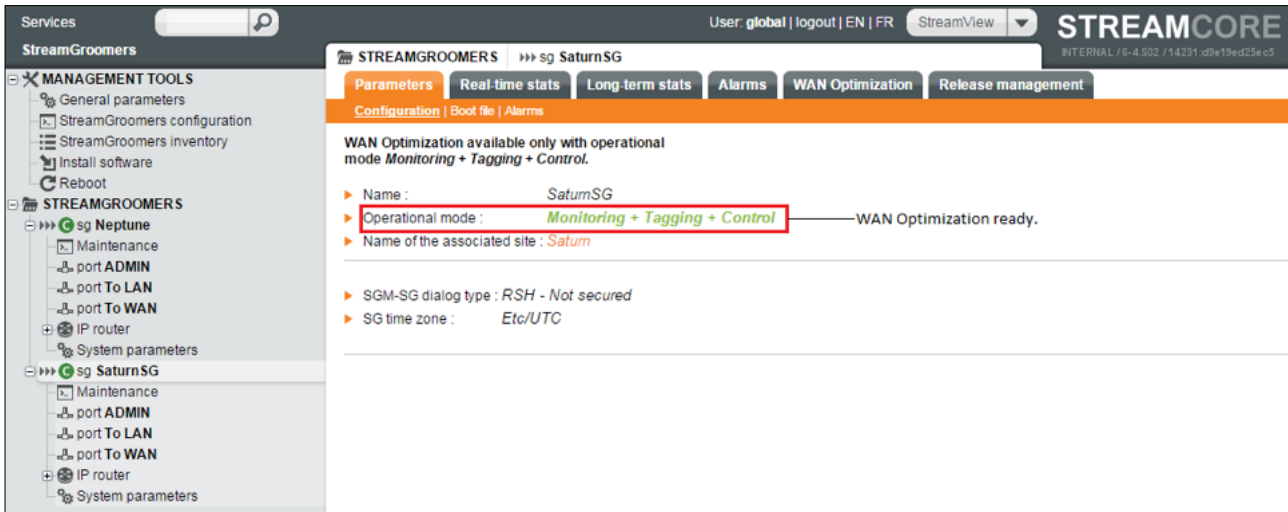 Services
User: global | logout | EN | FR
StreamView
STREAMCORE
INTERNAL / 6-4.S02 / 14231:d9e19ed25ec5
StreamGroomers
STREAMGROOMERS sg SaturnSG
Parameters Real-time stats Long-term stats Alarms WAN Optimization Release management
Configuration | Boot file | Alarms
MANAGEMENT TOOLS
General parameters
StreamGroomers configuration
StreamGroomers inventory
Install software
Reboot
STREAMGROOMERS
sg Neptune
Maintenance
port ADMIN
port To LAN
port To WAN
IP router
System parameters
sg SaturnSG
Maintenance
port ADMIN
port To LAN
port To WAN
IP router
System parameters
WAN Optimization available only with operational
mode Monitoring + Tagging + Control.
Name : SaturnSG
Operational mode : Monitoring + Tagging + Control WAN Optimization ready.
Name of the associated site : Saturn
SGM-SG dialog type : RSH - Not secured
SG time zone : Etc/UTC